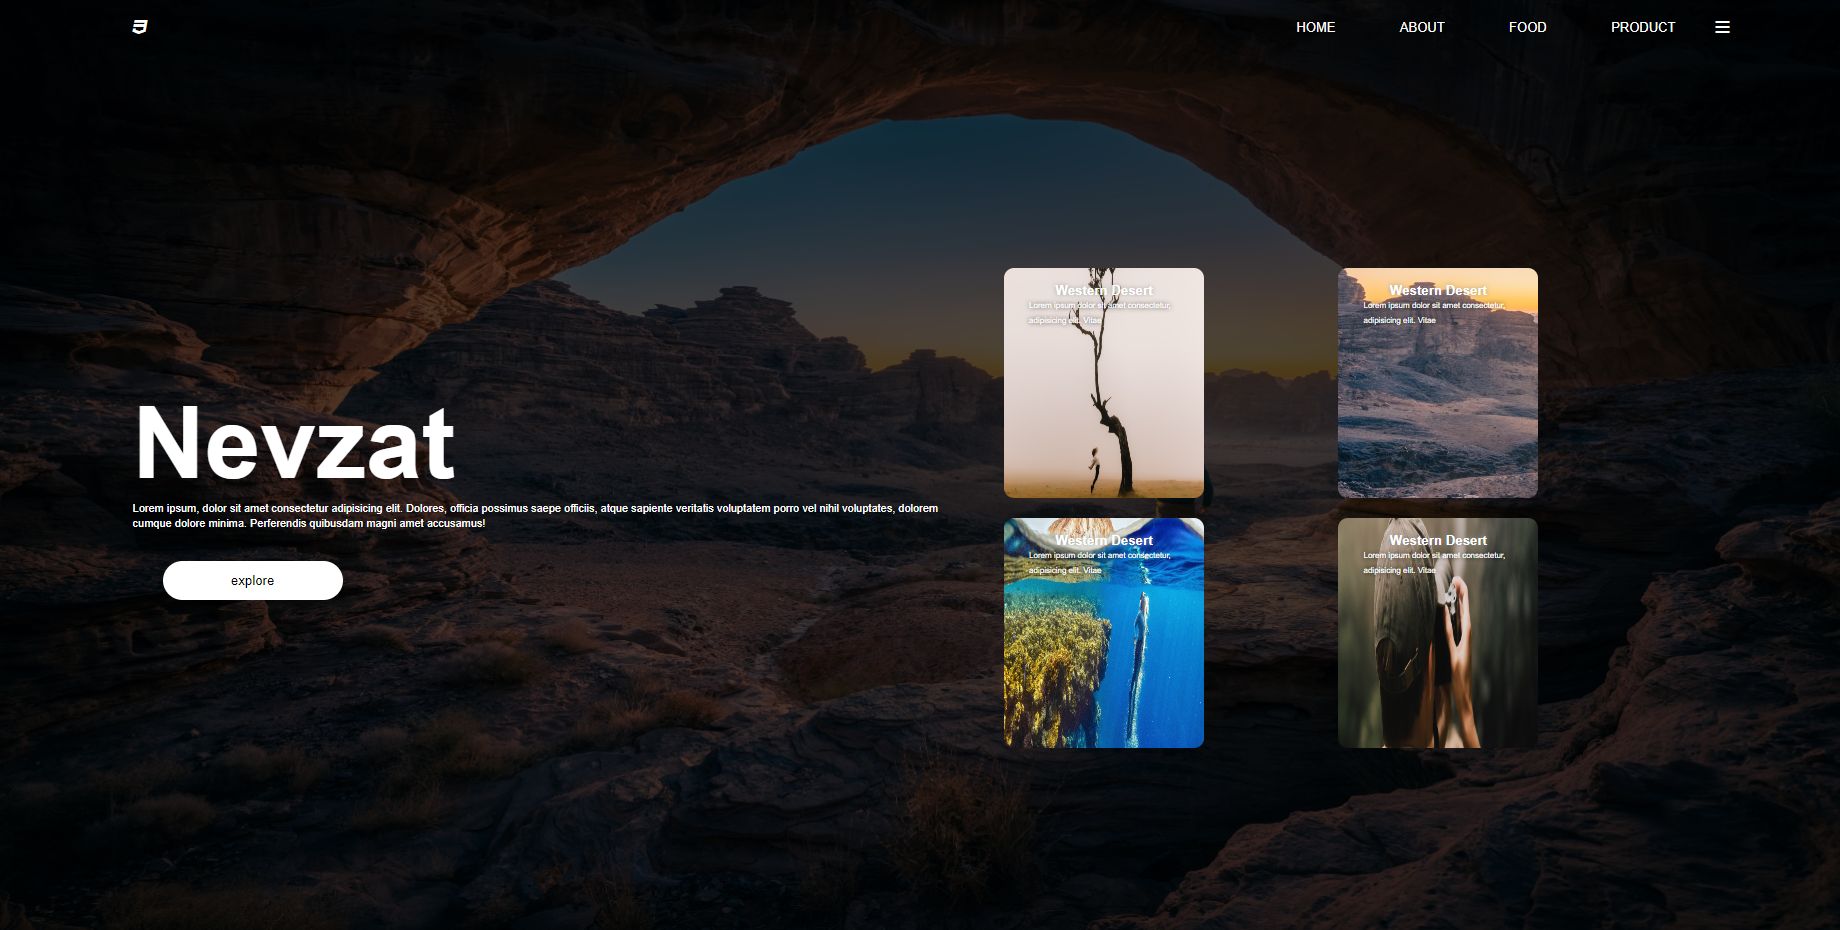 HOME
ABOUT
FOOD
PRODUCT
Nevzat
Lorem ipsum, dolor sit amet consectetur adipisicing elit. Dolores, officia possimus saepe officiis, atque sapiente veritatis voluptatem porro vel nihil voluptates, dolorem
cumque dolore minima. Perferendis quibusdam magni amet accusamus!
explore
Western Desert
Lorem ipsum dolor sit amet consectetur,
adipisicing elit. Vitae
Western Desert
Lorem ipsum dolor sit amet consectetur,
adipisicing elit. Vitae
Western Desert
Lorem ipsum dolor sit amet consectetur,
adipisicing elit. Vitae
Western Desert
Lorem ipsum dolor sit amet consectetur,
adipisicing elit. Vitae